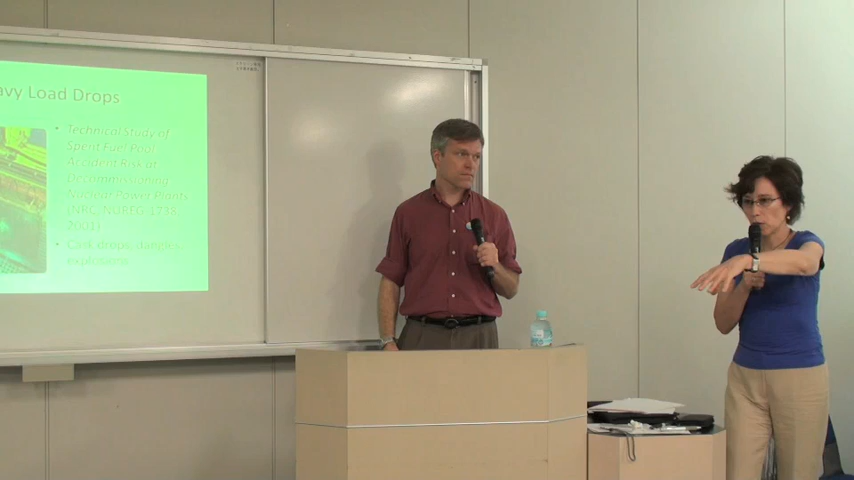 avy Load Drops
• Technical Study of
Spent Fuel Pool
Accident Risk at
Decommissioning
Nuclear Power Plants
(NRC, NUREG-1738,
2001)
• Cask drops, dangles,
explosions